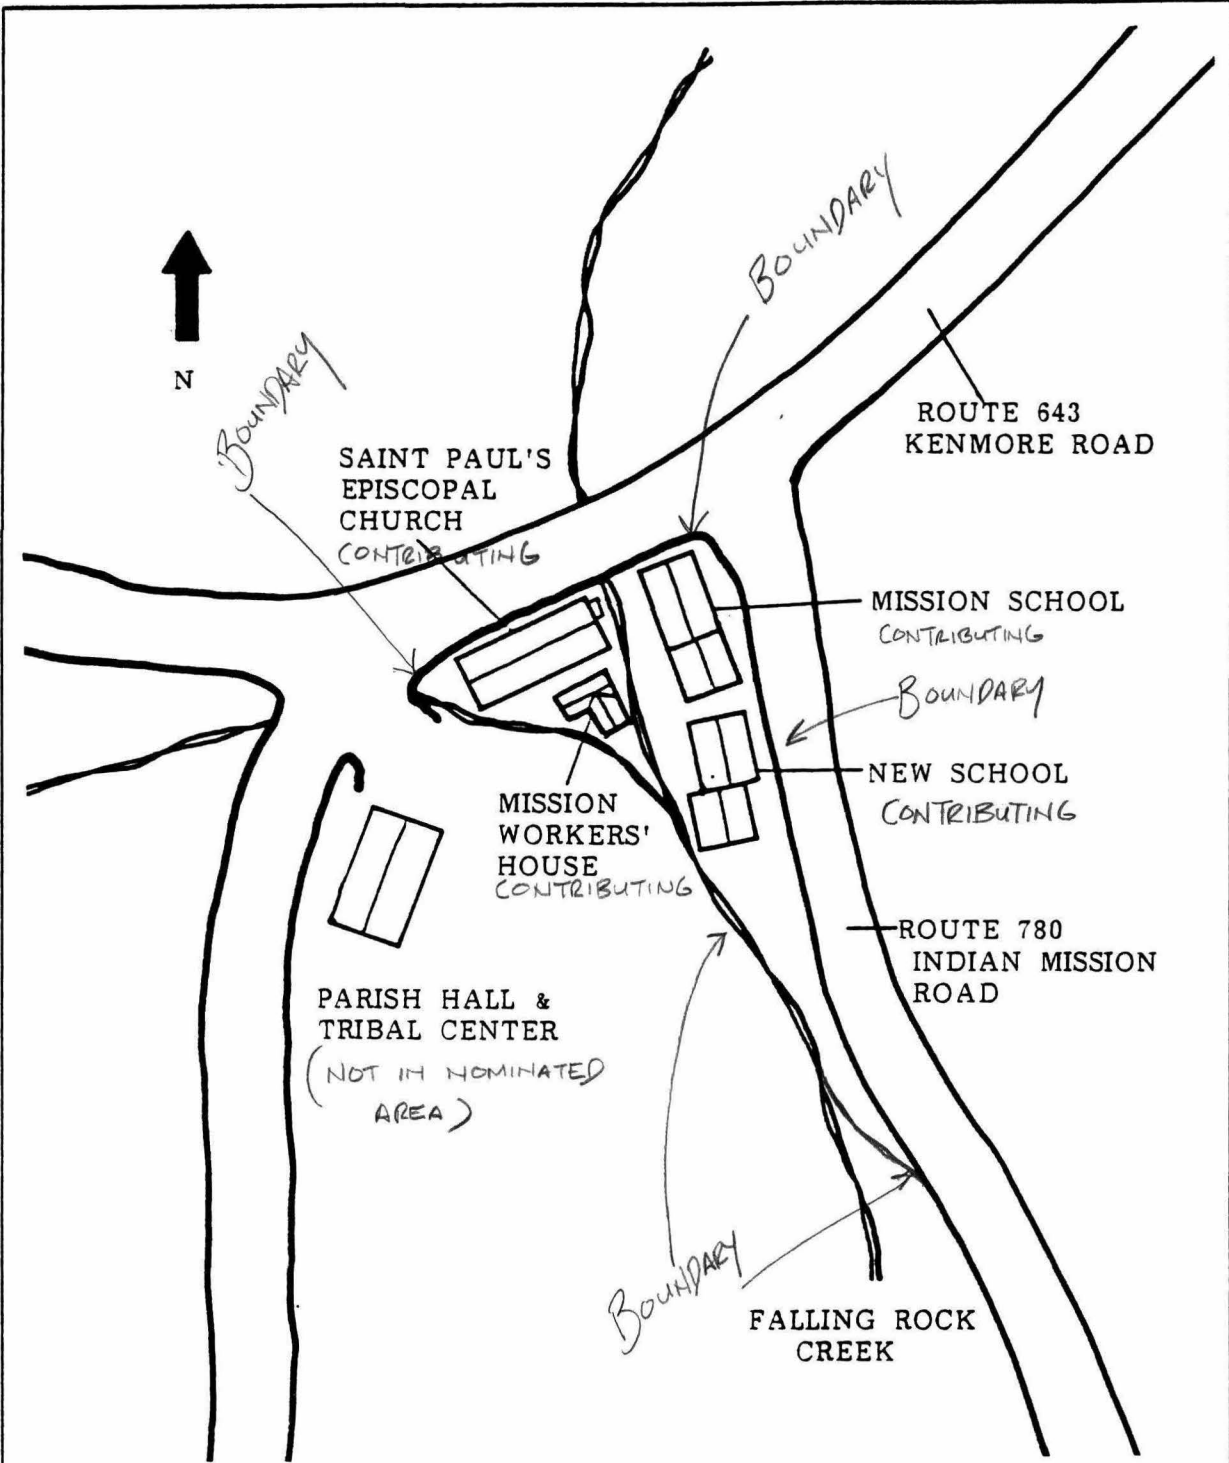 BOUNDARY
N
BOUNDARY
ROUTE 643
KENMORE ROAD
SAINT PAUL'S
EPISCOPAL
CHURCH
CONTRIBUTING
MISSION SCHOOL
CONTRIBUTING
BOUNDARY
NEW SCHOOL
CONTRIBUTING
MISSION
WORKERS'
HOUSE
CONTRIBUTING
ROUTE 780
INDIAN MISSION
ROAD
PARISH HALL &
TRIBAL CENTER
(NOT IN NOMINATED
AREA)
BOUNDARY
FALLING ROCK
CREEK